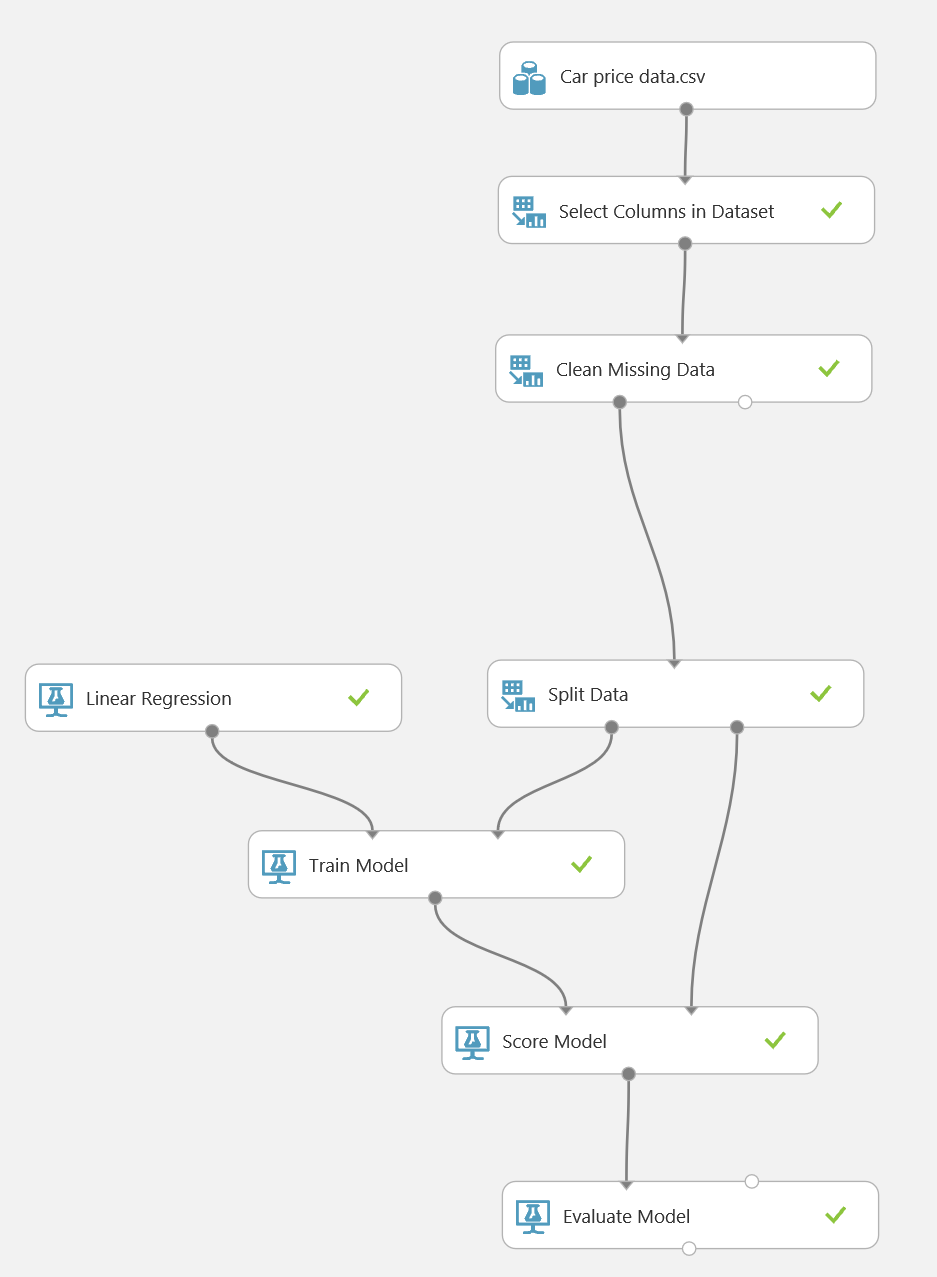 Car price data.csv
Select Columns in Dataset
Clean Missing Data
Linear Regression
Split Data
Train Model
Score Model
Evaluate Model